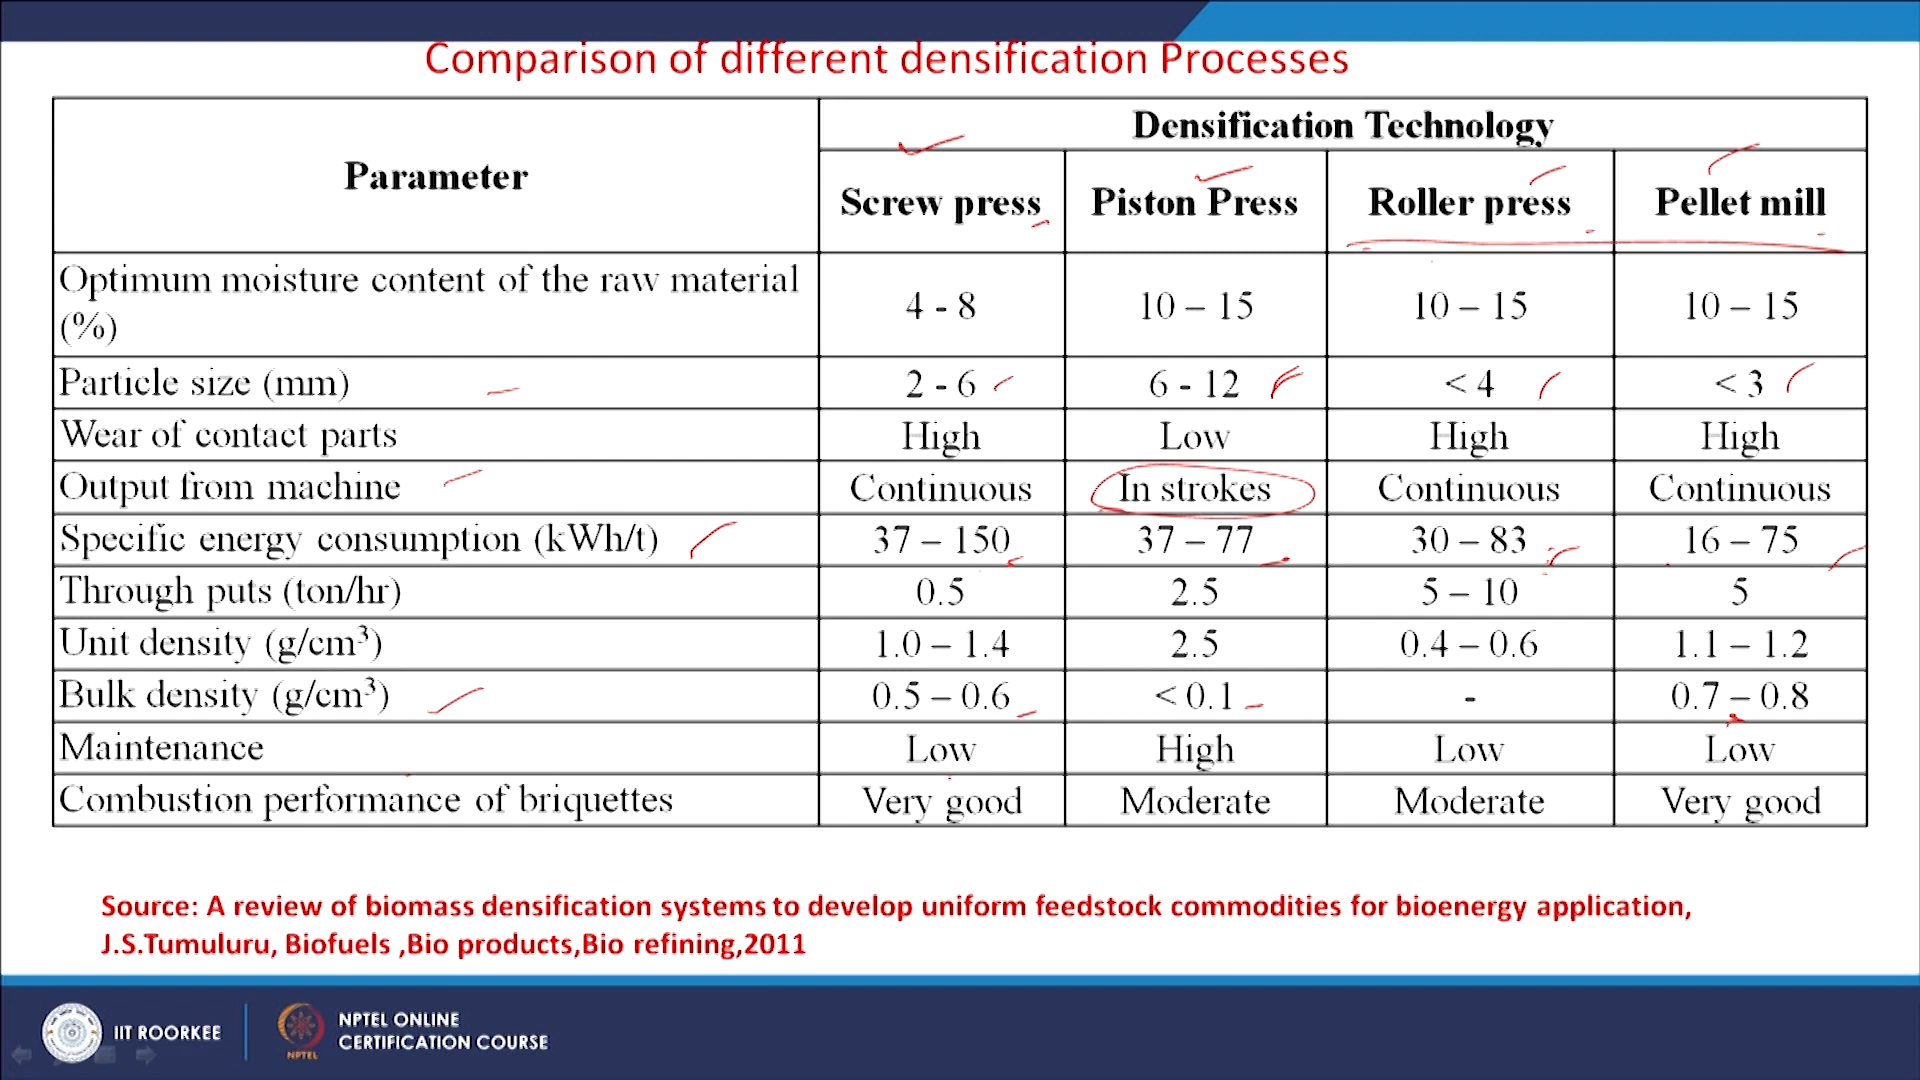 Comparison of different densification Processes
Parameter
Densification Technology
Screw press Piston Press Roller press Pellet mill
Optimum moisture content of the raw material
(%)
4 - 8 10 – 15 10 – 15 10 – 15
Particle size (mm) 2 - 6 6 - 12 < 4 < 3
Wear of contact parts High Low High High
Output from machine Continuous In strokes Continuous Continuous
Specific energy consumption (kWh/t) 37 – 150 37 – 77 30 – 83 16 – 75
Through puts (ton/hr) 0.5 2.5 5 – 10 5
Unit density (g/cm³) 1.0 – 1.4 2.5 0.4 – 0.6 1.1 – 1.2
Bulk density (g/cm³) 0.5 – 0.6 < 0.1 - 0.7 – 0.8
Maintenance Low High Low Low
Combustion performance of briquettes Very good Moderate Moderate Very good
Source: A review of biomass densification systems to develop uniform feedstock commodities for bioenergy application,
J.S.Tumuluru, Biofuels ,Bio products,Bio refining,2011
IIT ROORKEE
NPTEL
NPTEL ONLINE
CERTIFICATION COURSE